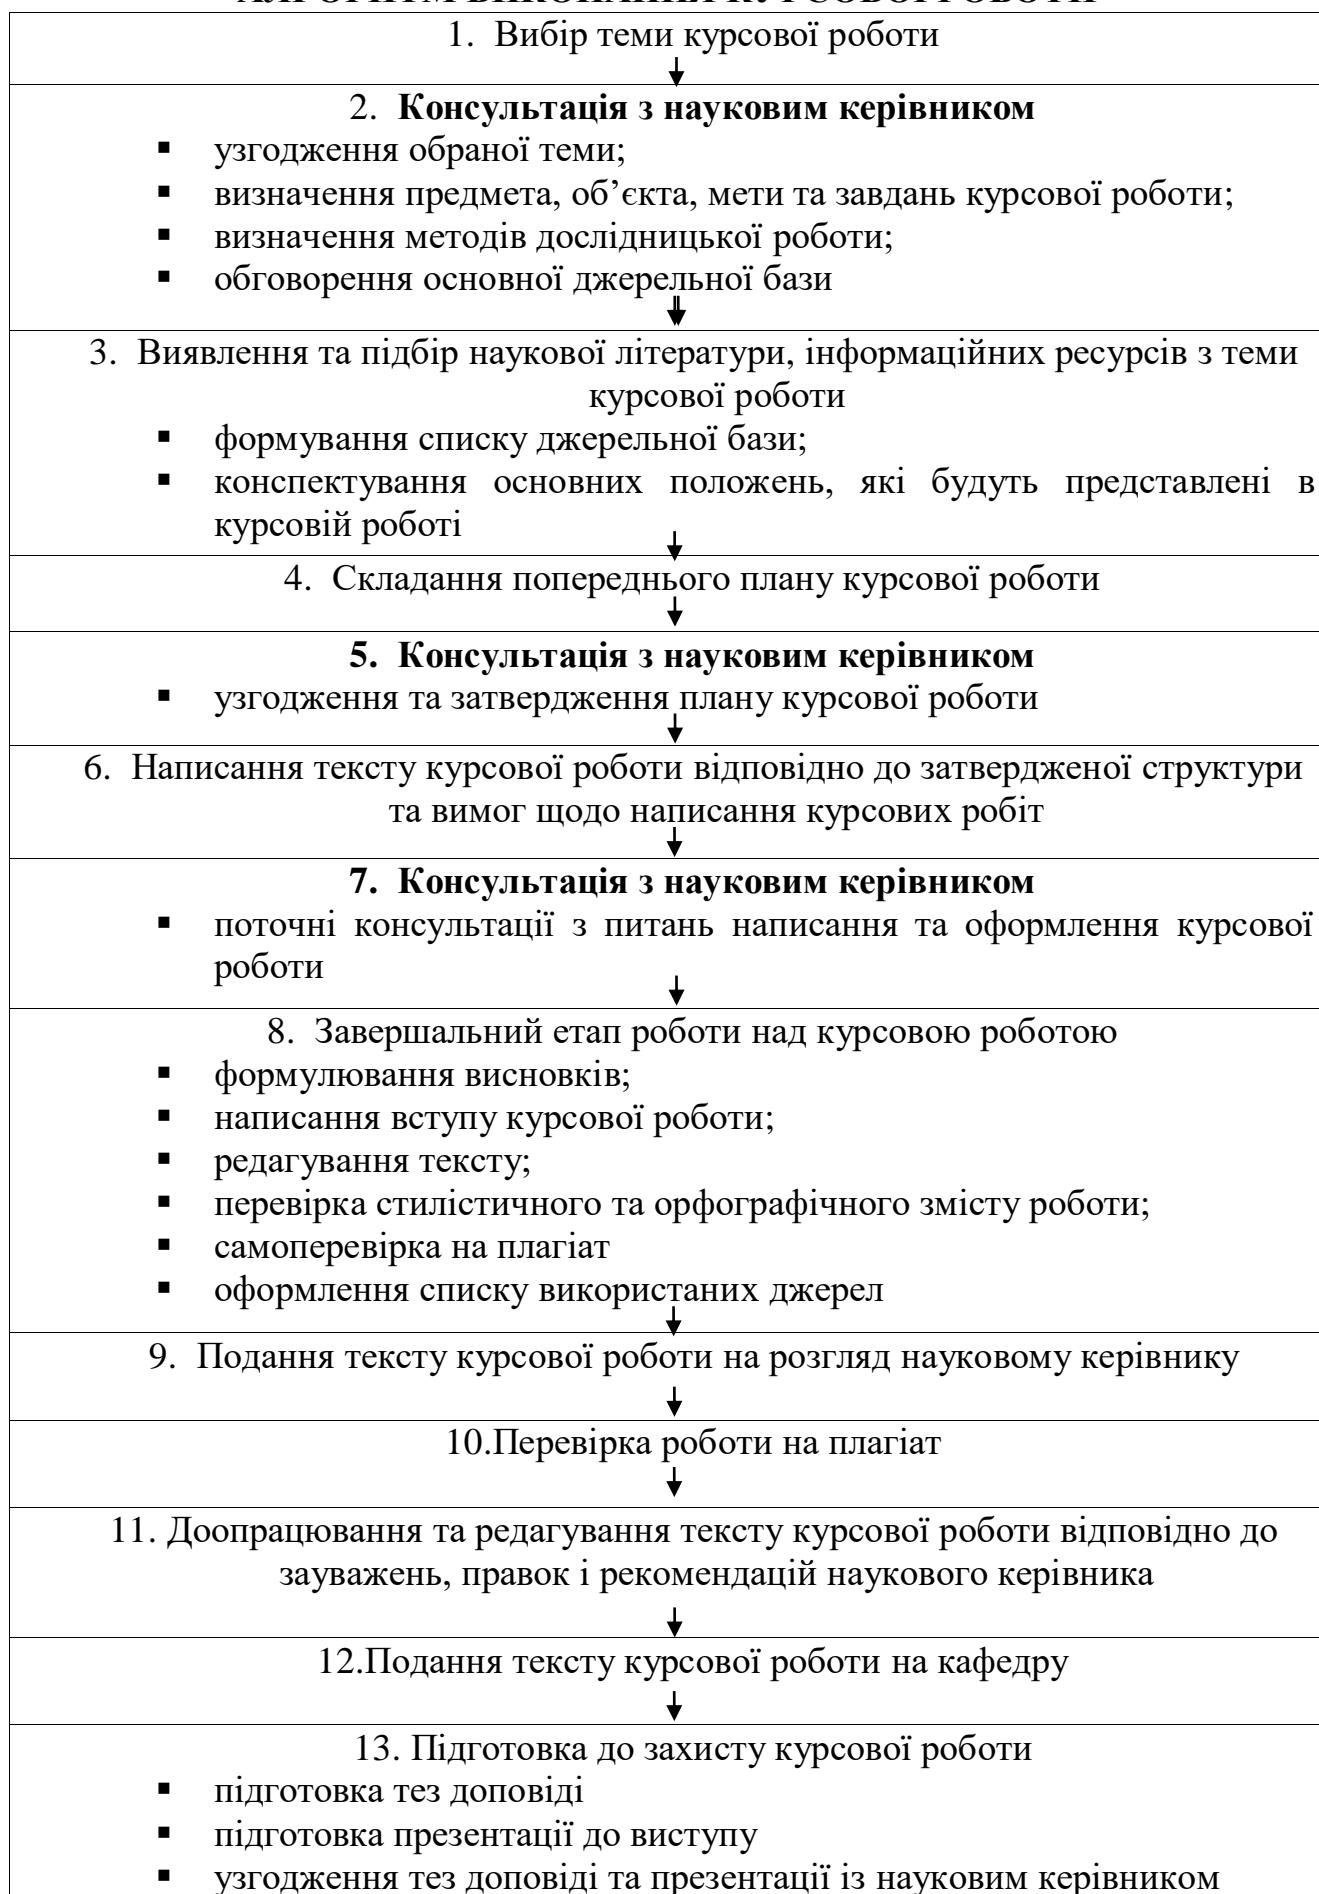 АЛГОРИТМ ВИКОНАННЯ КУРСОВОЇ РОБОТИ
1. Вибір теми курсової роботи
2. Консультація з науковим керівником
▪ узгодження обраної теми;
▪ визначення предмета, об’єкта, мети та завдань курсової роботи;
▪ визначення методів дослідницької роботи;
▪ обговорення основної джерельної бази
3. Виявлення та підбір наукової літератури, інформаційних ресурсів з теми
курсової роботи
▪ формування списку джерельної бази;
▪ конспектування основних положень, які будуть представлені в
курсовій роботі
4. Складання попереднього плану курсової роботи
5. Консультація з науковим керівником
▪ узгодження та затвердження плану курсової роботи
6. Написання тексту курсової роботи відповідно до затвердженої структури
та вимог щодо написання курсових робіт
7. Консультація з науковим керівником
▪ поточні консультації з питань написання та оформлення курсової
роботи
8. Завершальний етап роботи над курсовою роботою
▪ формулювання висновків;
▪ написання вступу курсової роботи;
▪ редагування тексту;
▪ перевірка стилістичного та орфографічного змісту роботи;
▪ самоперевірка на плагіат
▪ оформлення списку використаних джерел
9. Подання тексту курсової роботи на розгляд науковому керівнику
10.Перевірка роботи на плагіат
11. Доопрацювання та редагування тексту курсової роботи відповідно до
зауважень, правок і рекомендацій наукового керівника
12.Подання тексту курсової роботи на кафедру
13. Підготовка до захисту курсової роботи
▪ підготовка тез доповіді
▪ підготовка презентації до виступу
▪ узгодження тез доповіді та презентації із науковим керівником